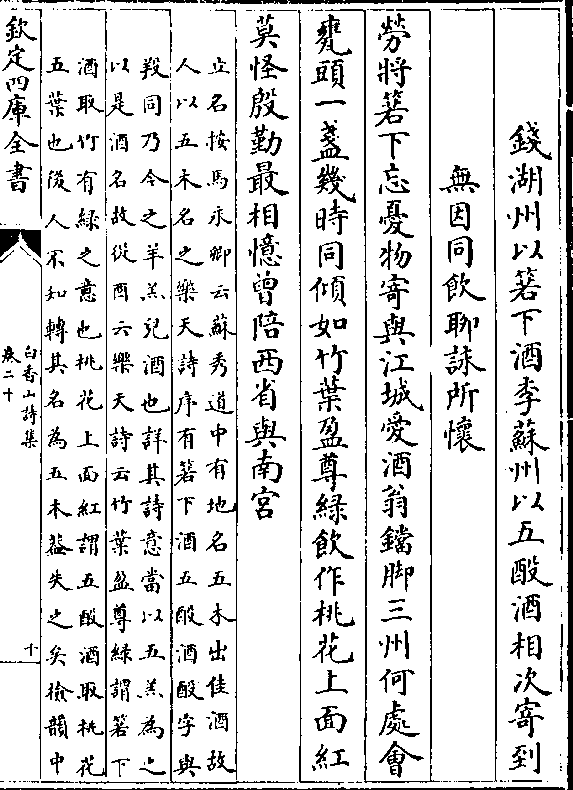 錢湖州以箬下酒李蘇州以五酘酒相次寄到
無因同飲聊詠所懷
勞將箬下忘憂物寄與江城愛酒翁鐺脚三州何處會
甕頭一盞幾時同傾如竹葉盈尊綠飲作桃花上面紅
莫怪殷勤最相憶曾陪西省與南宮
立名按馬永卿云蘇秀道中有地名五木出佳酒故
人以五木名之樂天詩序有箬下酒五酘酒酘字與
羖同乃今之羊羔兒酒也詳其詩意當以五羔為之
以是酒名故從酉云樂天詩云竹葉盈尊綠謂箬下
酒取竹有綠之意也桃花上面紅謂五酘酒取桃花
五葉也後人不知轉其名為五木葢失之矣檢韻中
欽定四庫全書
白香山詩集
卷二十
十